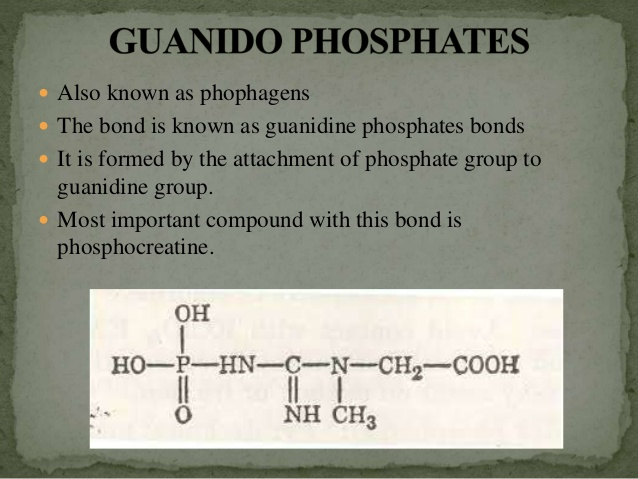 GUANIDO PHOSPHATES
Also known as phophagens
The bond is known as guanidine phosphates bonds
It is formed by the attachment of phosphate group to
guanidine group.
Most important compound with this bond is
phosphocreatine.
OH
HO—P—HN—C—N—CH₂—COOH
O NH CH₃